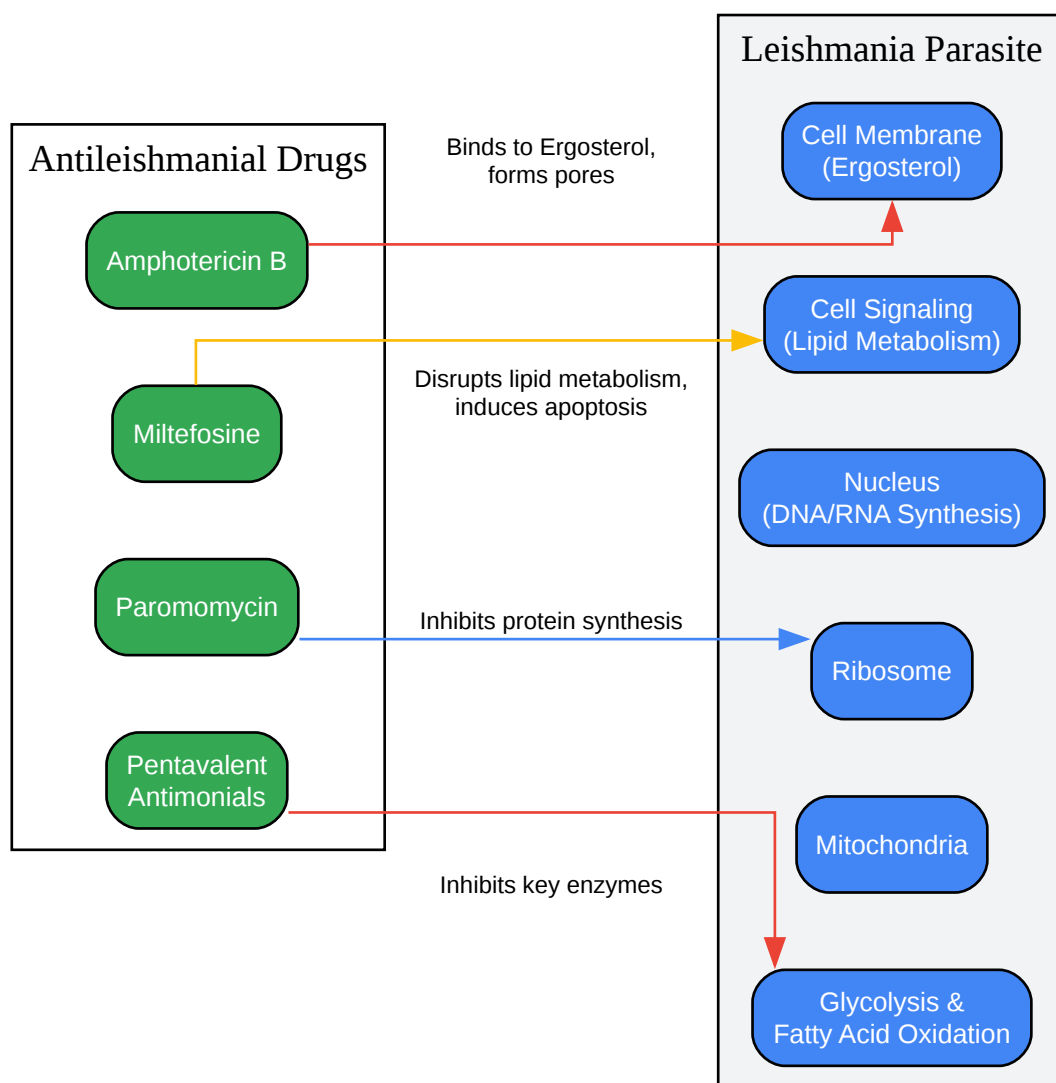 Antileishmanial Drugs
Amphotericin B
Miltefosine
Paromomycin
Pentavalent
Antimonials
Binds to Ergosterol,
forms pores
Disrupts lipid metabolism,
induces apoptosis
Inhibits protein synthesis
Inhibits key enzymes
Leishmania Parasite
Cell Membrane
(Ergosterol)
Cell Signaling
(Lipid Metabolism)
Nucleus
(DNA/RNA Synthesis)
Ribosome
Mitochondria
Glycolysis &
Fatty Acid Oxidation